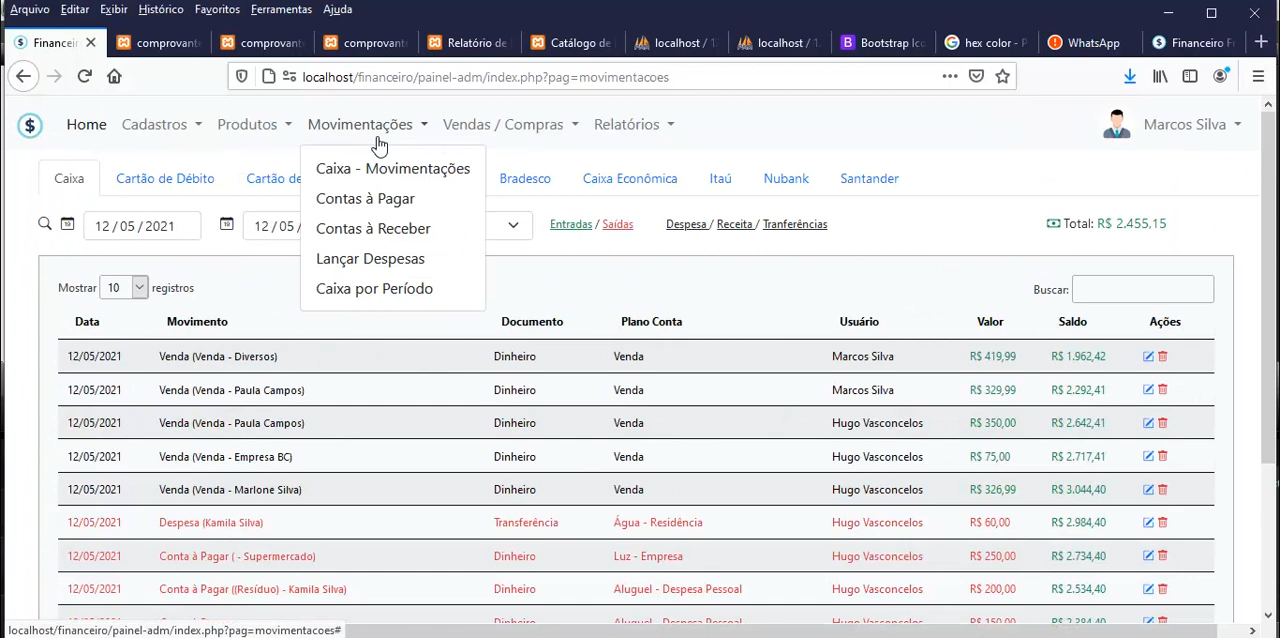 Arquivo Editar Exibir Histórico Favoritos Ferramentas Ajuda
Financei comprovant comprovant comprovant Relatório de Catálogo de localhost / 1 localhost / 1 Bootstrap Ico hex color - P WhatsApp Financeiro F
localhost/financeiro/painel-adm/index.php?pag=movimentacoes
$ Home Cadastros Produtos Movimentações Vendas / Compras Relatórios Marcos Silva
Caixa Cartão de Débito Cartão de Bradesco Caixa Econômica Itaú Nubank Santander
Caixa - Movimentações
Contas à Pagar
Contas à Receber
Lançar Despesas
Caixa por Período
12/05/2021 12/05/ Entradas / Saídas Despesa / Receita / Tranferências Total: R$ 2.455,15
Mostrar 10 registros Buscar:
Data Movimento Documento Plano Conta Usuário Valor Saldo Ações
12/05/2021 Venda (Venda - Diversos) Dinheiro Venda Marcos Silva R$ 419,99 R$ 1.962,42
12/05/2021 Venda (Venda - Paula Campos) Dinheiro Venda Marcos Silva R$ 329,99 R$ 2.292,41
12/05/2021 Venda (Venda - Paula Campos) Dinheiro Venda Hugo Vasconcelos R$ 350,00 R$ 2.642,41
12/05/2021 Venda (Venda - Empresa BC) Dinheiro Venda Hugo Vasconcelos R$ 75,00 R$ 2.717,41
12/05/2021 Venda (Venda - Marlone Silva) Dinheiro Venda Hugo Vasconcelos R$ 326,99 R$ 3.044,40
12/05/2021 Despesa (Kamila Silva) Transferência Água - Residência Hugo Vasconcelos R$ 60,00 R$ 2.984,40
12/05/2021 Conta à Pagar ( - Supermercado) Dinheiro Luz - Empresa Hugo Vasconcelos R$ 250,00 R$ 2.734,40
12/05/2021 Conta à Pagar ((Resíduo) - Kamila Silva) Dinheiro Aluguel - Despesa Pessoal Hugo Vasconcelos R$ 200,00 R$ 2.534,40
localhost/financeiro/painel-adm/index.php?pag=movimentacoes#